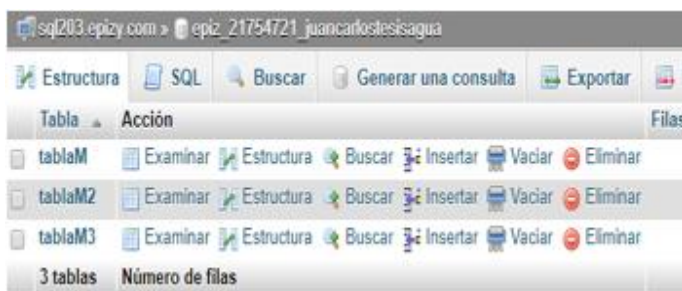 sql203.epizy.com » epiz_21754721_juancarlostesisagua
Estructura SQL Buscar Generar una consulta Exportar
Tabla Acción Filas
tablaM Examinar Estructura Buscar Insertar Vaciar Eliminar
tablaM2 Examinar Estructura Buscar Insertar Vaciar Eliminar
tablaM3 Examinar Estructura Buscar Insertar Vaciar Eliminar
3 tablas Número de filas